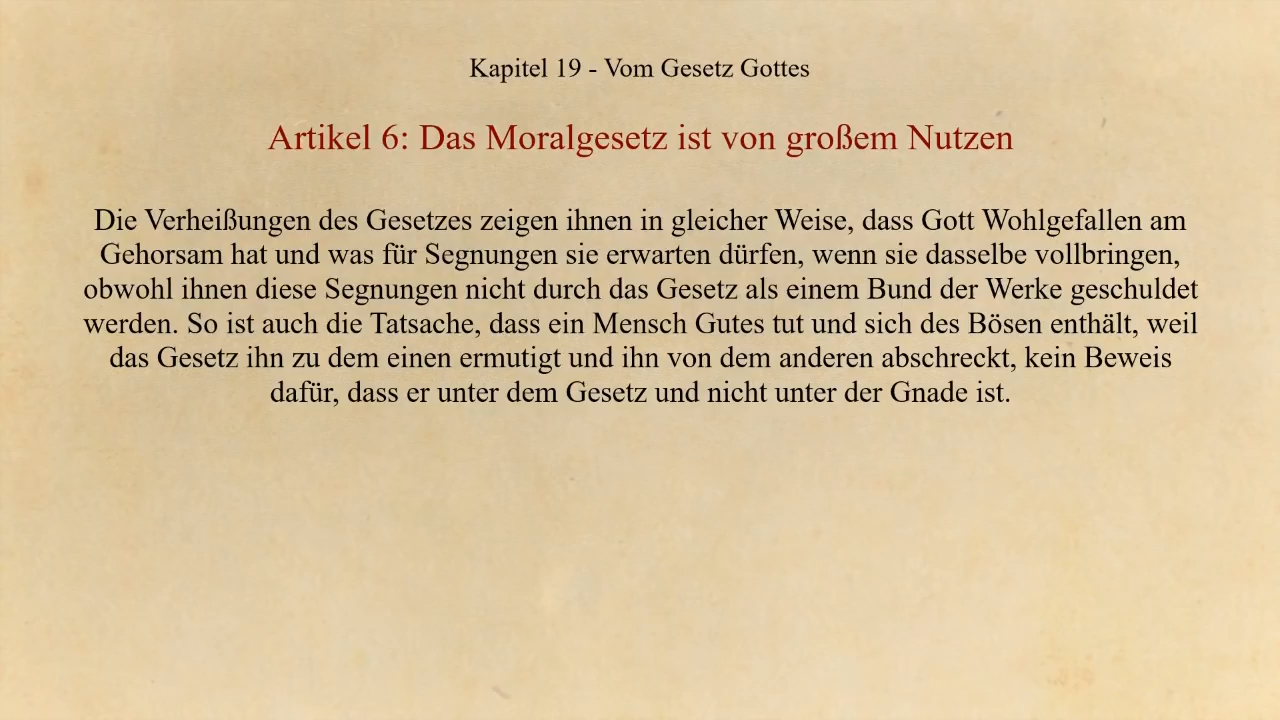 Kapitel 19 - Vom Gesetz Gottes
Artikel 6: Das Moralgesetz ist von großem Nutzen
Die Verheißungen des Gesetzes zeigen ihnen in gleicher Weise, dass Gott Wohlgefallen am
Gehorsam hat und was für Segnungen sie erwarten dürfen, wenn sie dasselbe vollbringen,
obwohl ihnen diese Segnungen nicht durch das Gesetz als einem Bund der Werke geschuldet
werden. So ist auch die Tatsache, dass ein Mensch Gutes tut und sich des Bösen enthält, weil
das Gesetz ihn zu dem einen ermutigt und ihn von dem anderen abschreckt, kein Beweis
dafür, dass er unter dem Gesetz und nicht unter der Gnade ist.